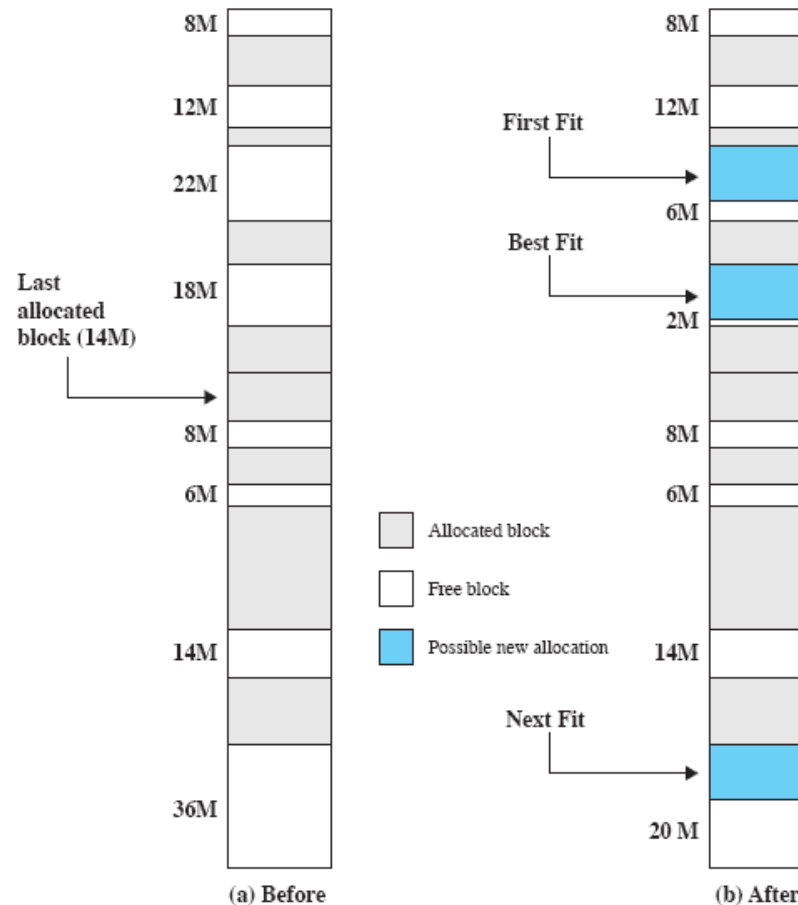 8M
12M
22M
18M
Last
allocated
block (14M)
8M
6M
14M
36M
(a) Before
Allocated block
Free block
Possible new allocation
8M
12M
First Fit
6M
Best Fit
2M
8M
6M
14M
Next Fit
20 M
(b) After